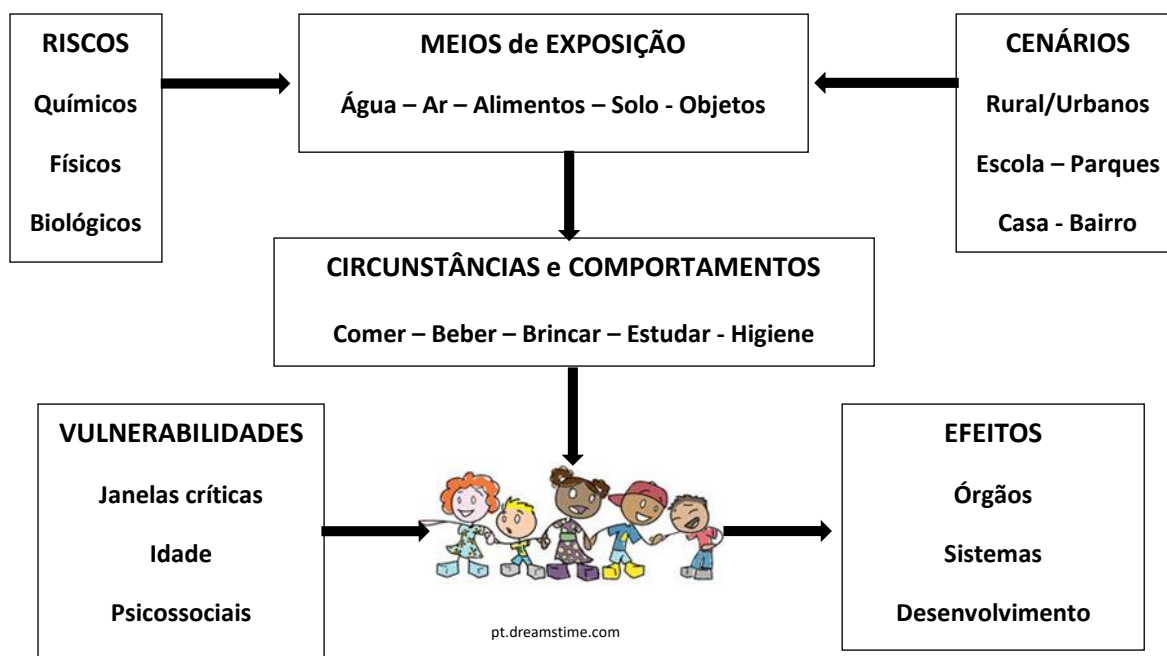 RISCOS
Químicos
Físicos
Biológicos
MEIOS de EXPOSIÇÃO
Água – Ar – Alimentos – Solo - Objetos
CENÁRIOS
Rural/Urbanos
Escola – Parques
Casa - Bairro
CIRCUNSTÂNCIAS e COMPORTAMENTOS
Comer – Beber – Brincar – Estudar - Higiene
VULNERABILIDADES
Janelas críticas
Idade
Psicossociais
pt.dreamstime.com
EFEITOS
Órgãos
Sistemas
Desenvolvimento